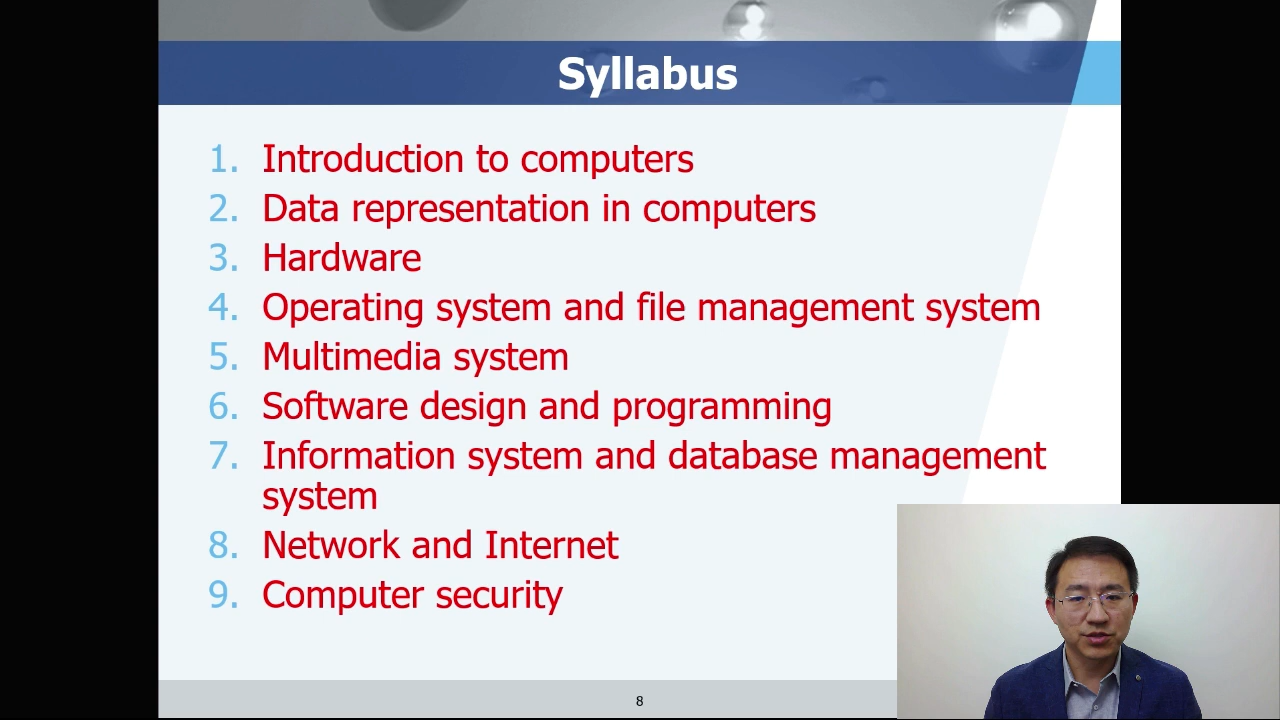 Syllabus
1. Introduction to computers
2. Data representation in computers
3. Hardware
4. Operating system and file management system
5. Multimedia system
6. Software design and programming
7. Information system and database management
system
8. Network and Internet
9. Computer security
8